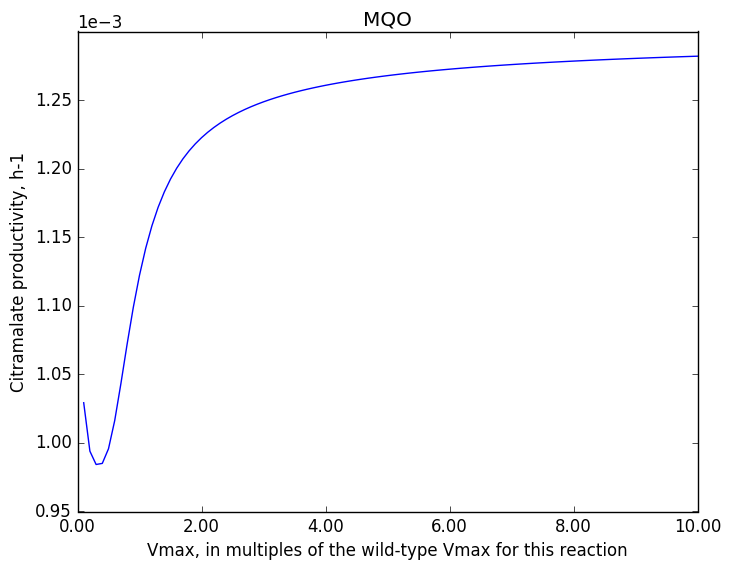 MQO
1e−3
1.25
1.20
1.15
1.10
1.05
1.00
0.95
0.00 2.00 4.00 6.00 8.00 10.00
Citramalate productivity, h-1
Vmax, in multiples of the wild-type Vmax for this reaction